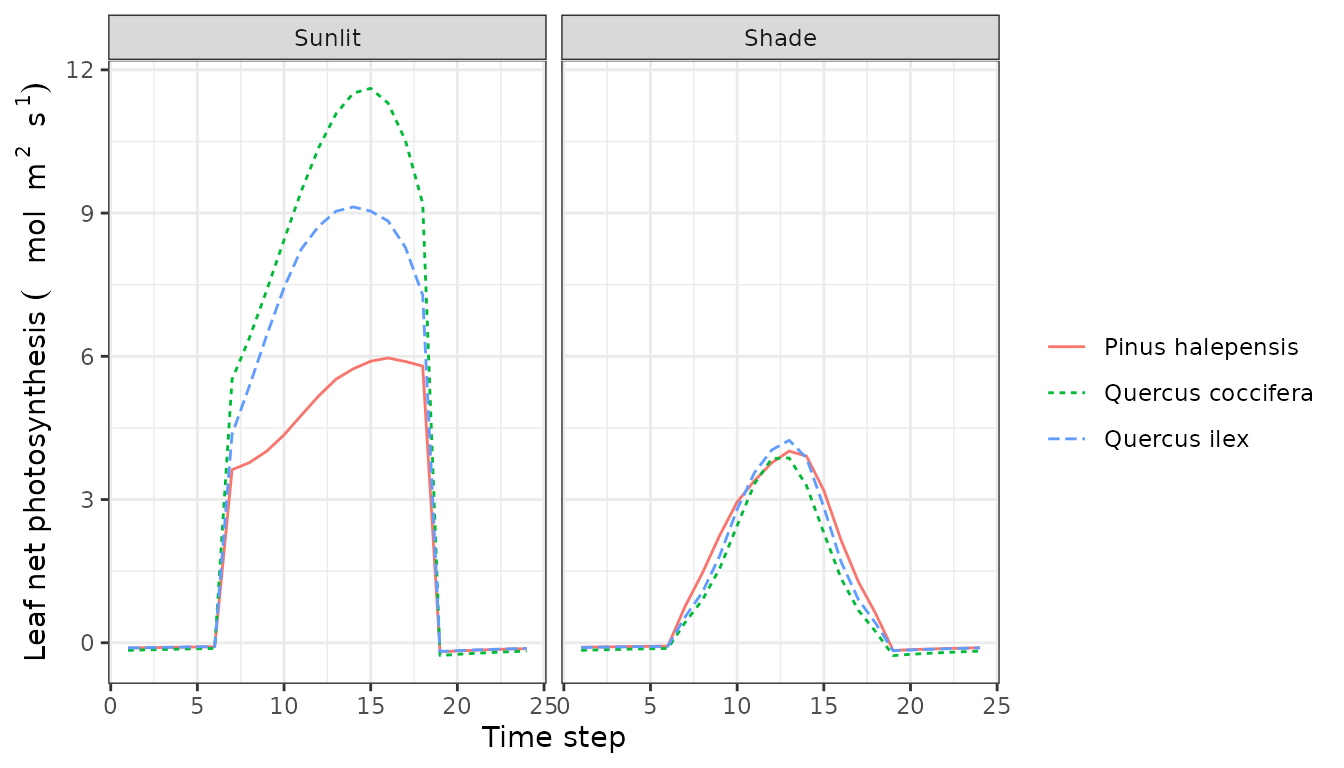 Sunlit
Shade
Leaf net photosynthesis ( mol m² s¹)
12
9
6
3
0
0 5 10 15 20 25
0 5 10 15 20 25
Time step
Pinus halepensis
Quercus coccifera
Quercus ilex